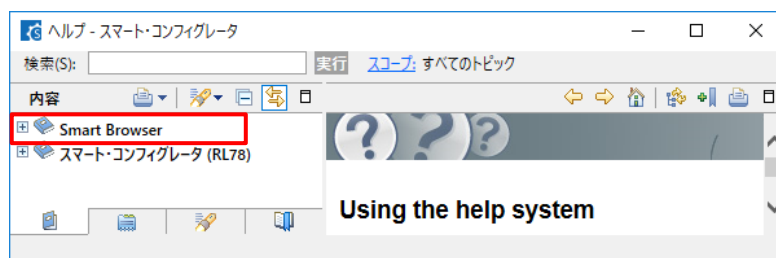 ヘルプ - スマート・コンフィグレータ
検索(S): 実行 スコープ: すべてのトピック
内容
Smart Browser
スマート・コンフィグレータ (RL78)
Using the help system